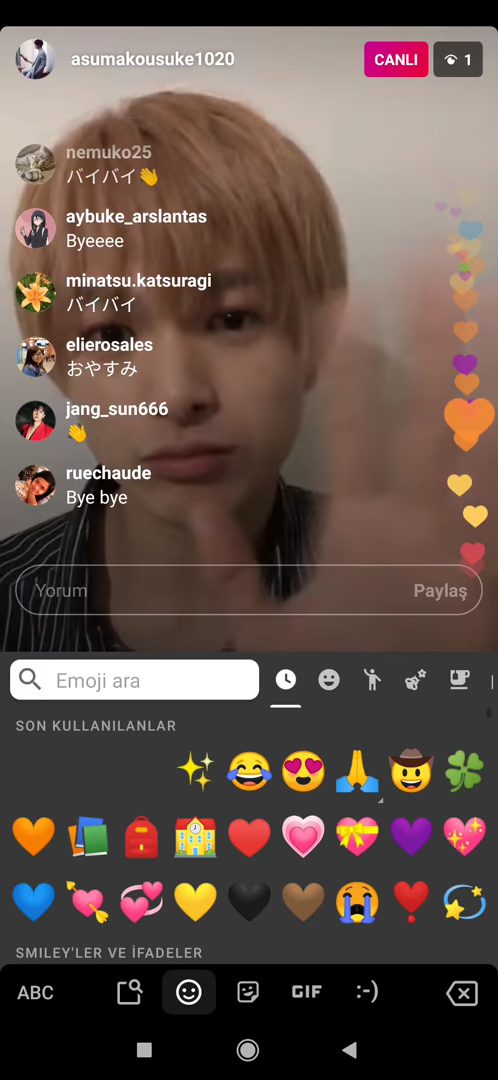 asumakousuke1020
CANLI
1
nemuko25
バイバイ👋
aybuke_arslantas
Byeeee
minatsu.katsuragi
バイバイ
elierosales
おやすみ
jang_sun666
👋
ruechaude
Bye bye
Yorum
Paylaş
Emoji ara
SON KULLANILANLAR
SMILEY'LER VE İFADELER
ABC
GIF
:-)